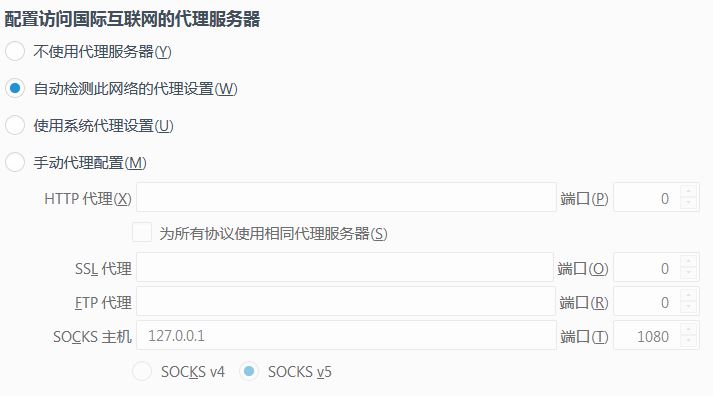 配置访问国际互联网的代理服务器
不使用代理服务器(Y)
自动检测此网络的代理设置(W)
使用系统代理设置(U)
手动代理配置(M)
HTTP 代理(X) 端口(P) 0
为所有协议使用相同代理服务器(S)
SSL 代理 端口(O) 0
FTP 代理 端口(R) 0
SOCKS 主机 127.0.0.1 端口(T) 1080
SOCKS v4 SOCKS v5